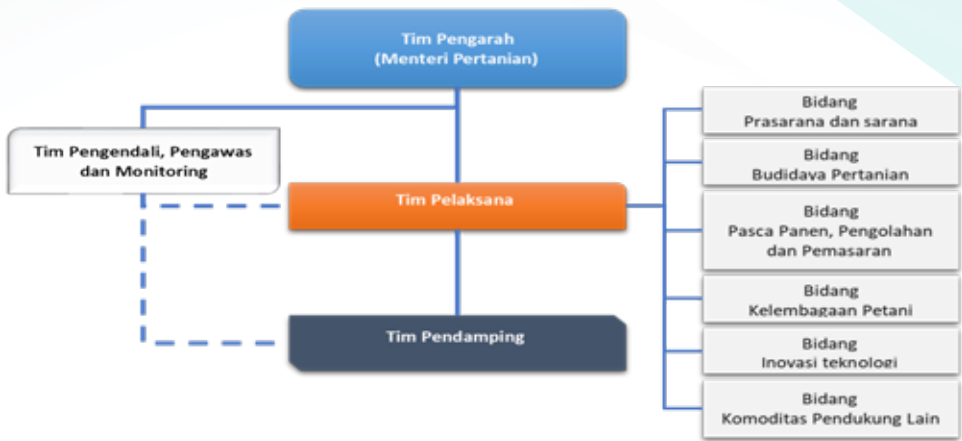 Tim Pengarah
(Menteri Pertanian)
Tim Pengendali, Pengawas
dan Monitoring
Tim Pelaksana
Tim Pendamping
Bidang
Prasarana dan sarana
Bidang
Budidaya Pertanian
Bidang
Pasca Panen, Pengolahan
dan Pemasaran
Bidang
Kelembagaan Petani
Bidang
Inovasi teknologi
Bidang
Komoditas Pendukung Lain